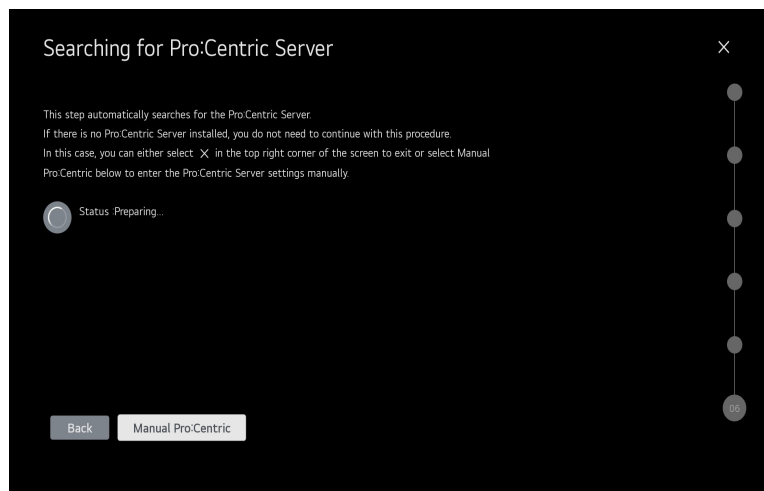 Searching for Pro:Centric Server
This step automatically searches for the Pro:Centric Server.
If there is no Pro:Centric Server installed, you do not need to continue with this procedure.
In this case, you can either select ✕ in the top right corner of the screen to exit or select Manual
Pro:Centric below to enter the Pro:Centric Server settings manually.
Status :Preparing...
06
Back
Manual Pro:Centric